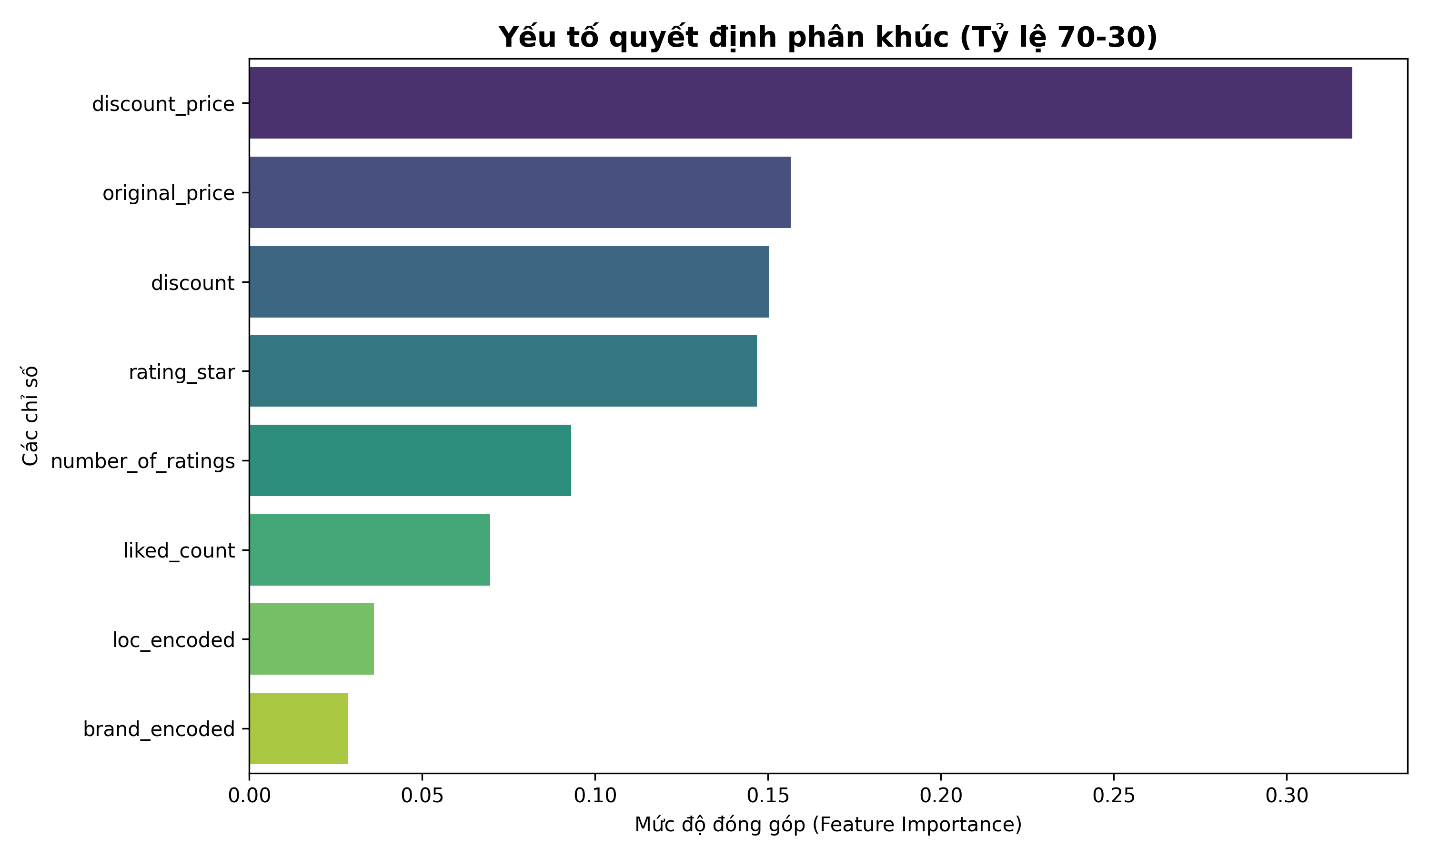 Yếu tố quyết định phân khúc (Tỷ lệ 70-30)
discount_price
original_price
discount
rating_star
number_of_ratings
liked_count
loc_encoded
brand_encoded
Các chỉ số
0.00 0.05 0.10 0.15 0.20 0.25 0.30
Mức độ đóng góp (Feature Importance)